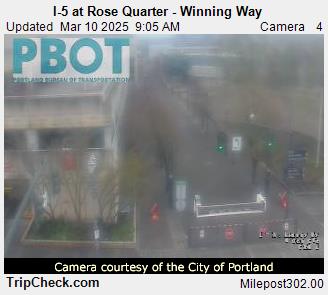 I-5 at Rose Quarter - Winning Way
Updated Mar 10 2025 9:05 AM Camera 4
PBOT
PORTLAND BUREAU OF TRANSPORTATION
Camera courtesy of the City of Portland
TripCheck.com Milepost302.00